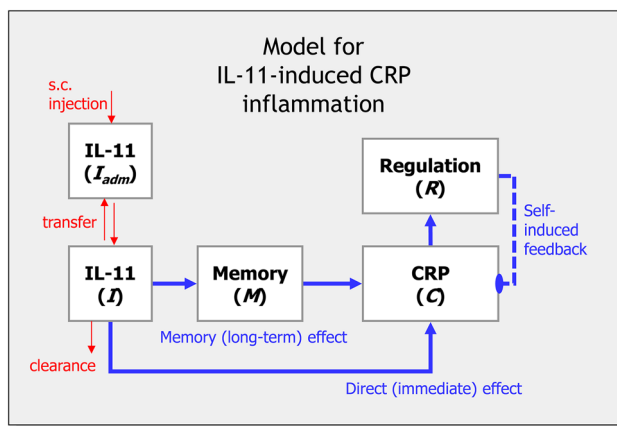 Model for
IL-11-induced CRP
inflammation
s.c.
injection
IL-11
(I_adm)
transfer
IL-11
(I)
clearance
Memory
(M)
Memory (long-term) effect
Regulation
(R)
Self-
induced
feedback
CRP
(C)
Direct (immediate) effect